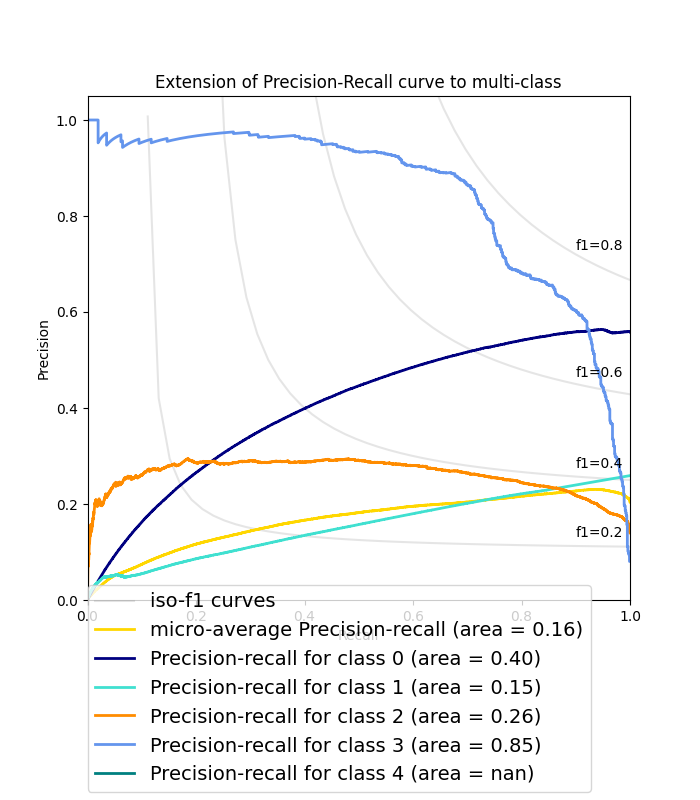 Extension of Precision-Recall curve to multi-class
1.0
0.8
0.6
0.4
0.2
0.0
Precision
f1=0.8
f1=0.6
f1=0.4
f1=0.2
0.0 0.2 0.4 0.6 0.8 1.0
Recall
iso-f1 curves
micro-average Precision-recall (area = 0.16)
Precision-recall for class 0 (area = 0.40)
Precision-recall for class 1 (area = 0.15)
Precision-recall for class 2 (area = 0.26)
Precision-recall for class 3 (area = 0.85)
Precision-recall for class 4 (area = nan)